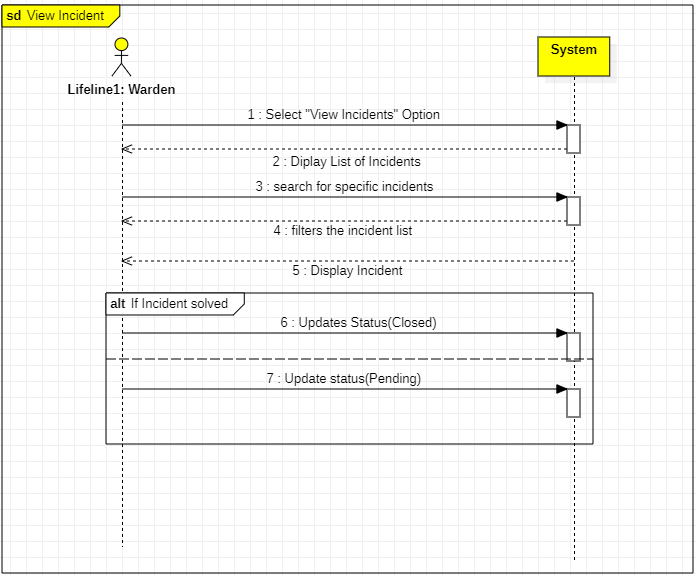 sd View Incident
System
Lifeline1: Warden
1 : Select "View Incidents" Option
2 : Diplay List of Incidents
3 : search for specific incidents
4 : filters the incident list
5 : Display Incident
alt If Incident solved
6 : Updates Status(Closed)
7 : Update status(Pending)